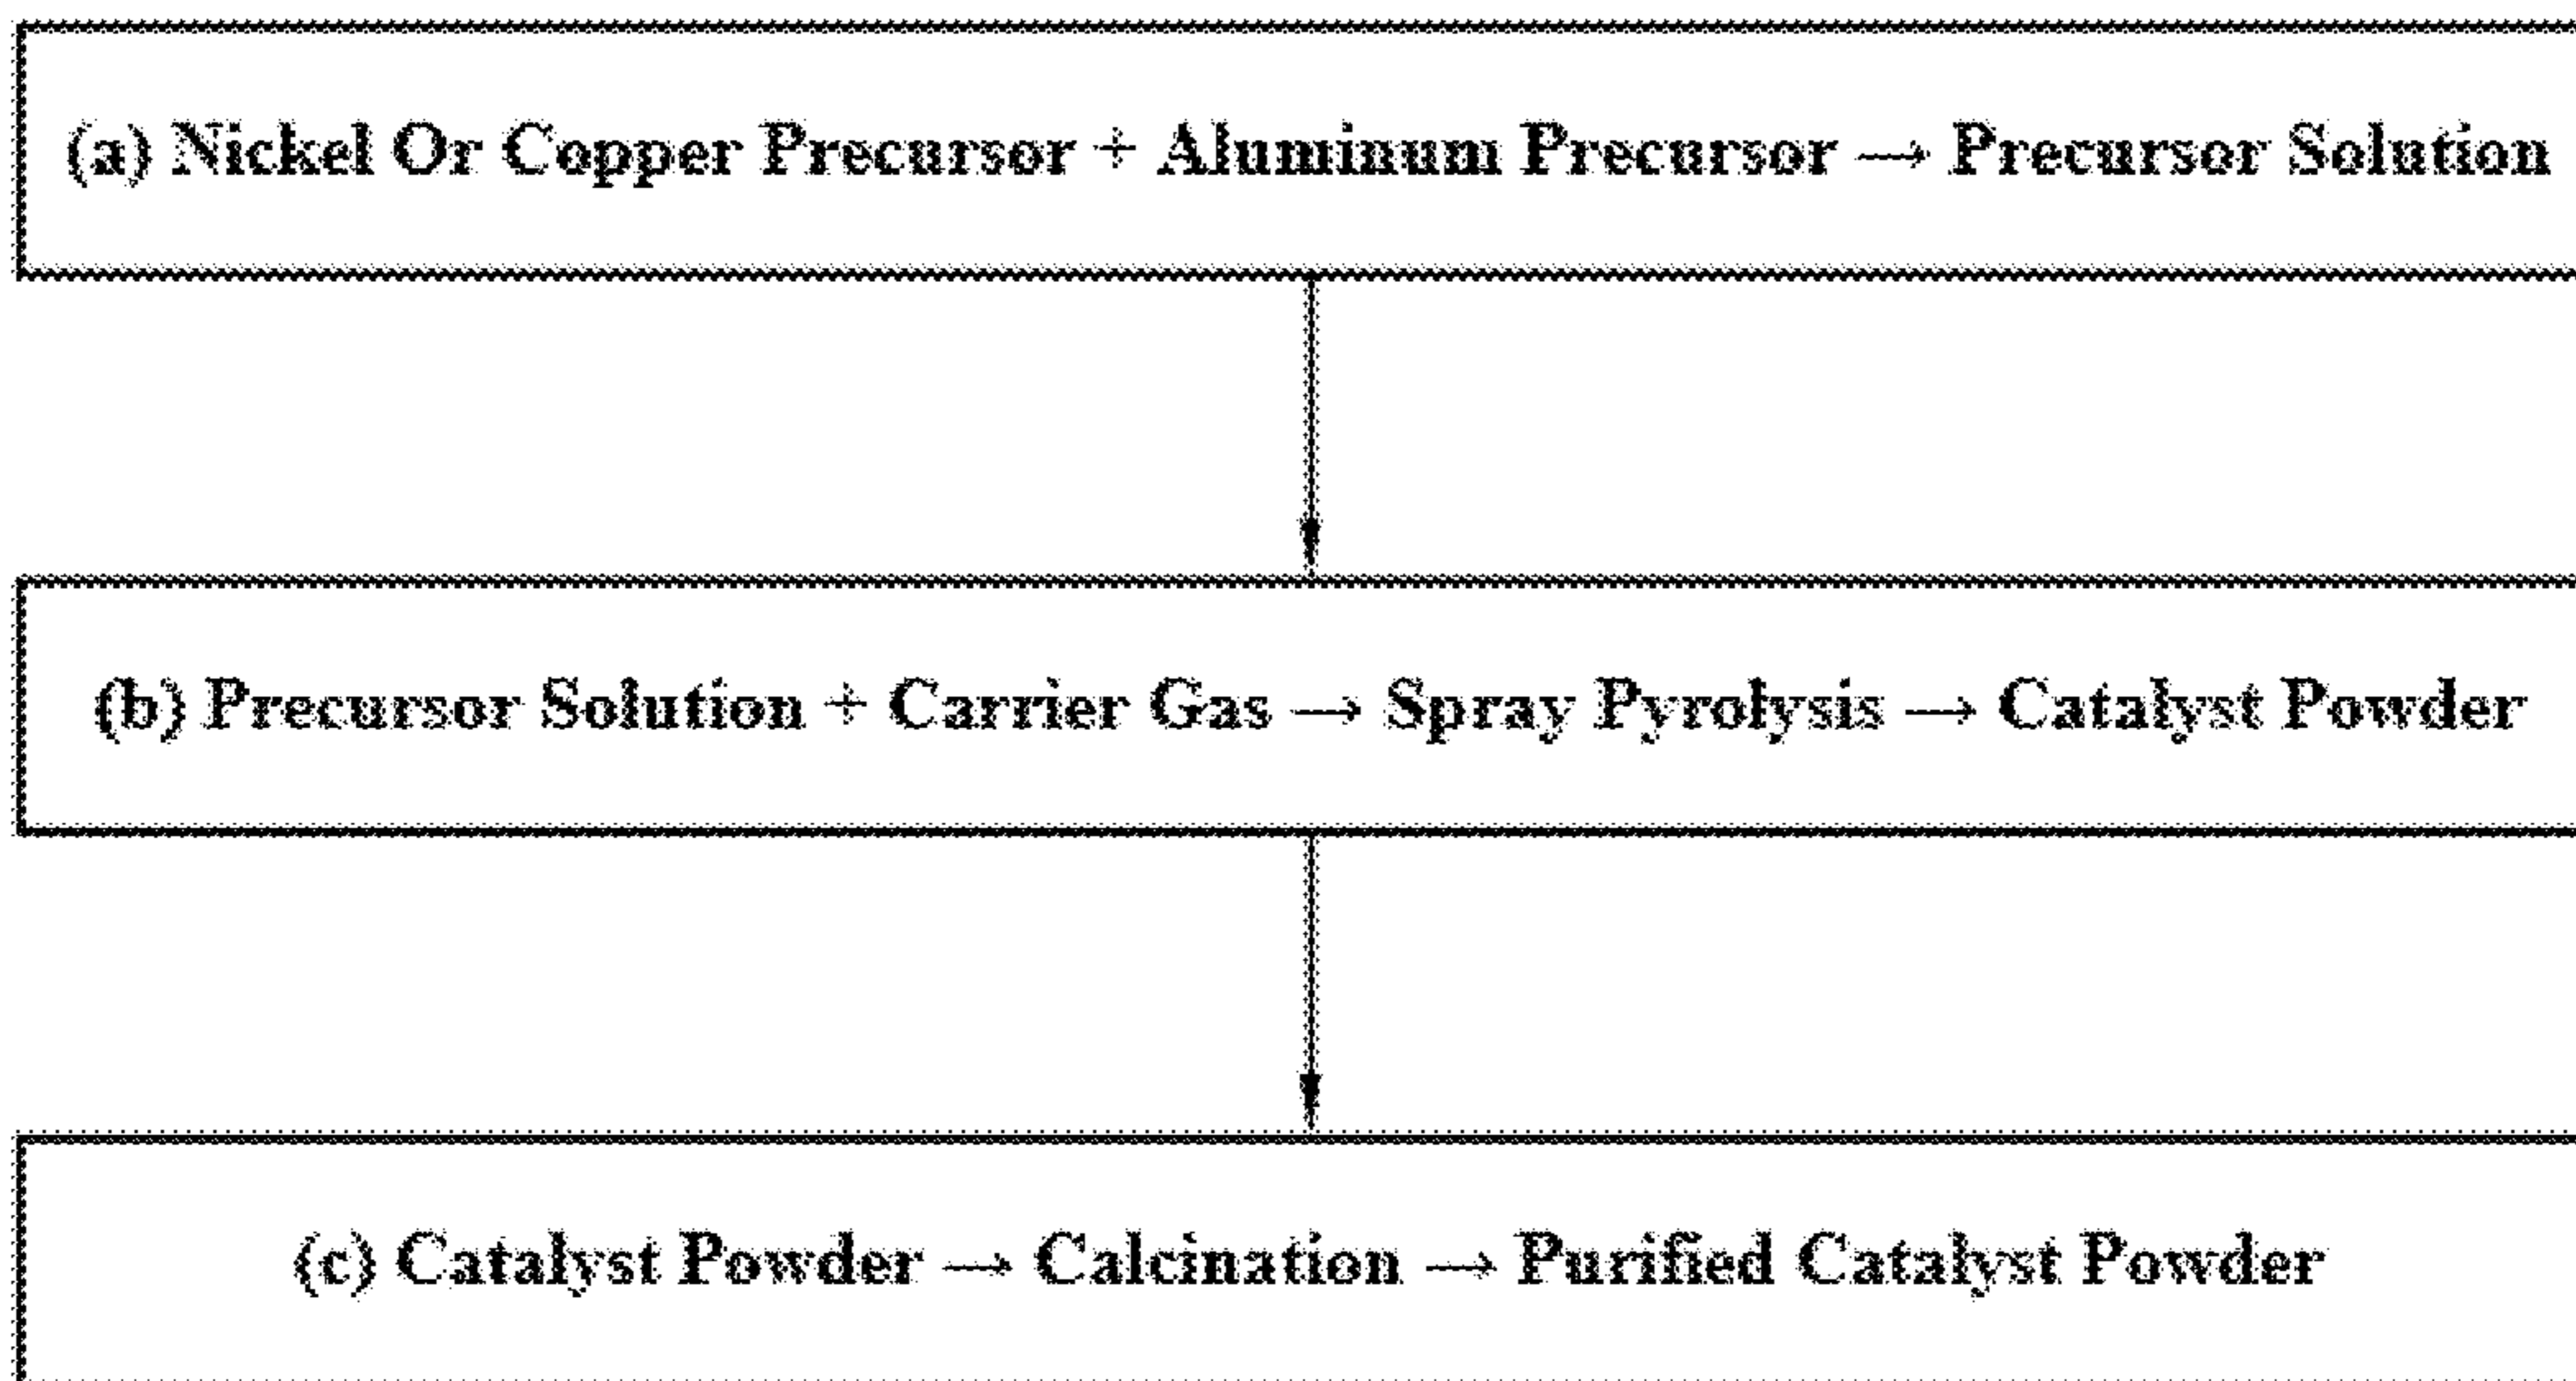 (a) Nickel Or Copper Precursor + Aluminum Precursor → Precursor Solution
(b) Precursor Solution + Carrier Gas → Spray Pyrolysis → Catalyst Powder
(c) Catalyst Powder → Calcination → Purified Catalyst Powder